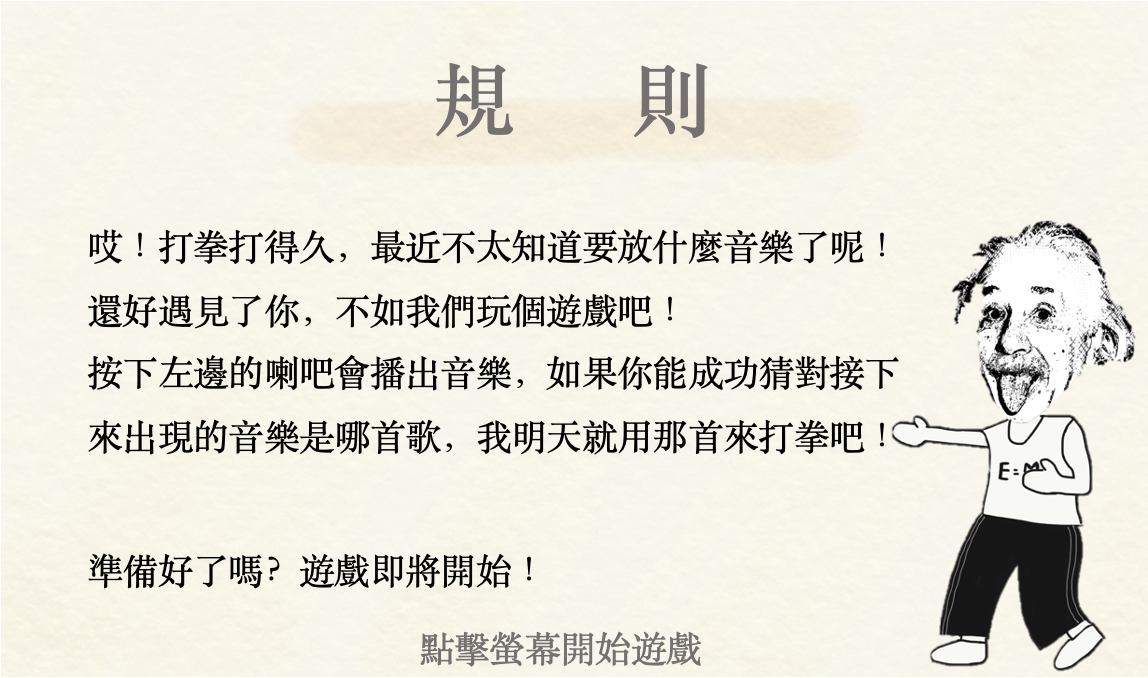 規 則
哎！打拳打得久，最近不太知道要放什麼音樂了呢！
還好遇見了你，不如我們玩個遊戲吧！
按下左邊的喇叭會播出音樂，如果你能成功猜對接下
來出現的音樂是哪首歌，我明天就用那首來打拳吧！
E=M
準備好了嗎？遊戲即將開始！
點擊螢幕開始遊戲